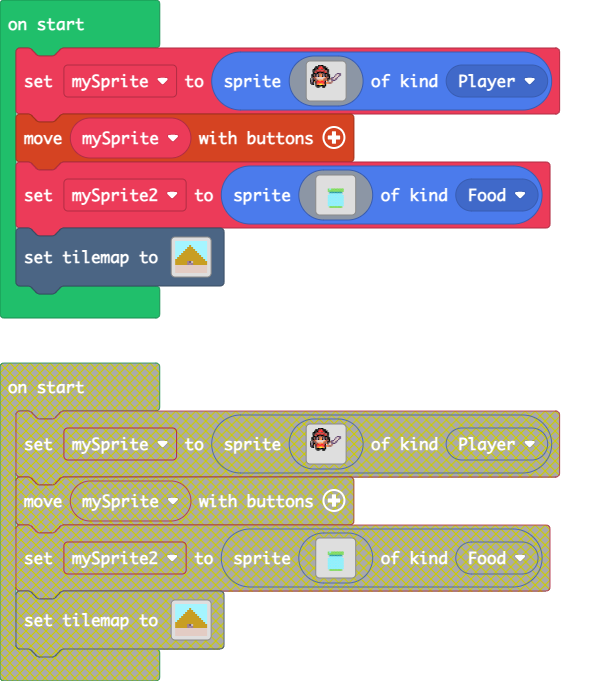 on start
set mySprite to sprite of kind Player
move mySprite with buttons
set mySprite2 to sprite of kind Food
set tilemap to
on start
set mySprite to sprite of kind Player
move mySprite with buttons
set mySprite2 to sprite of kind Food
set tilemap to